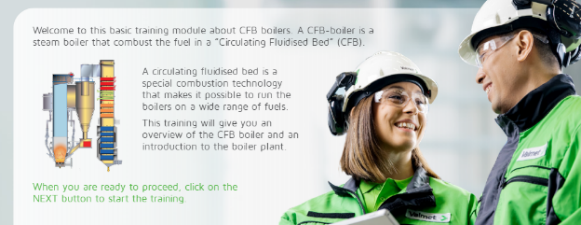 Welcome to this basic training module about CFB boilers. A CFB-boiler is a
steam boiler that combust the fuel in a "Circulating Fluidised Bed" (CFB).
A circulating fluidised bed is a
special combustion technology
that makes it possible to run the
boilers on a wide range of fuels.
This training will give you an
overview of the CFB boiler and an
introduction to the boiler plant.
When you are ready to proceed, click on the
NEXT button to start the training.
Valmet
Valmet